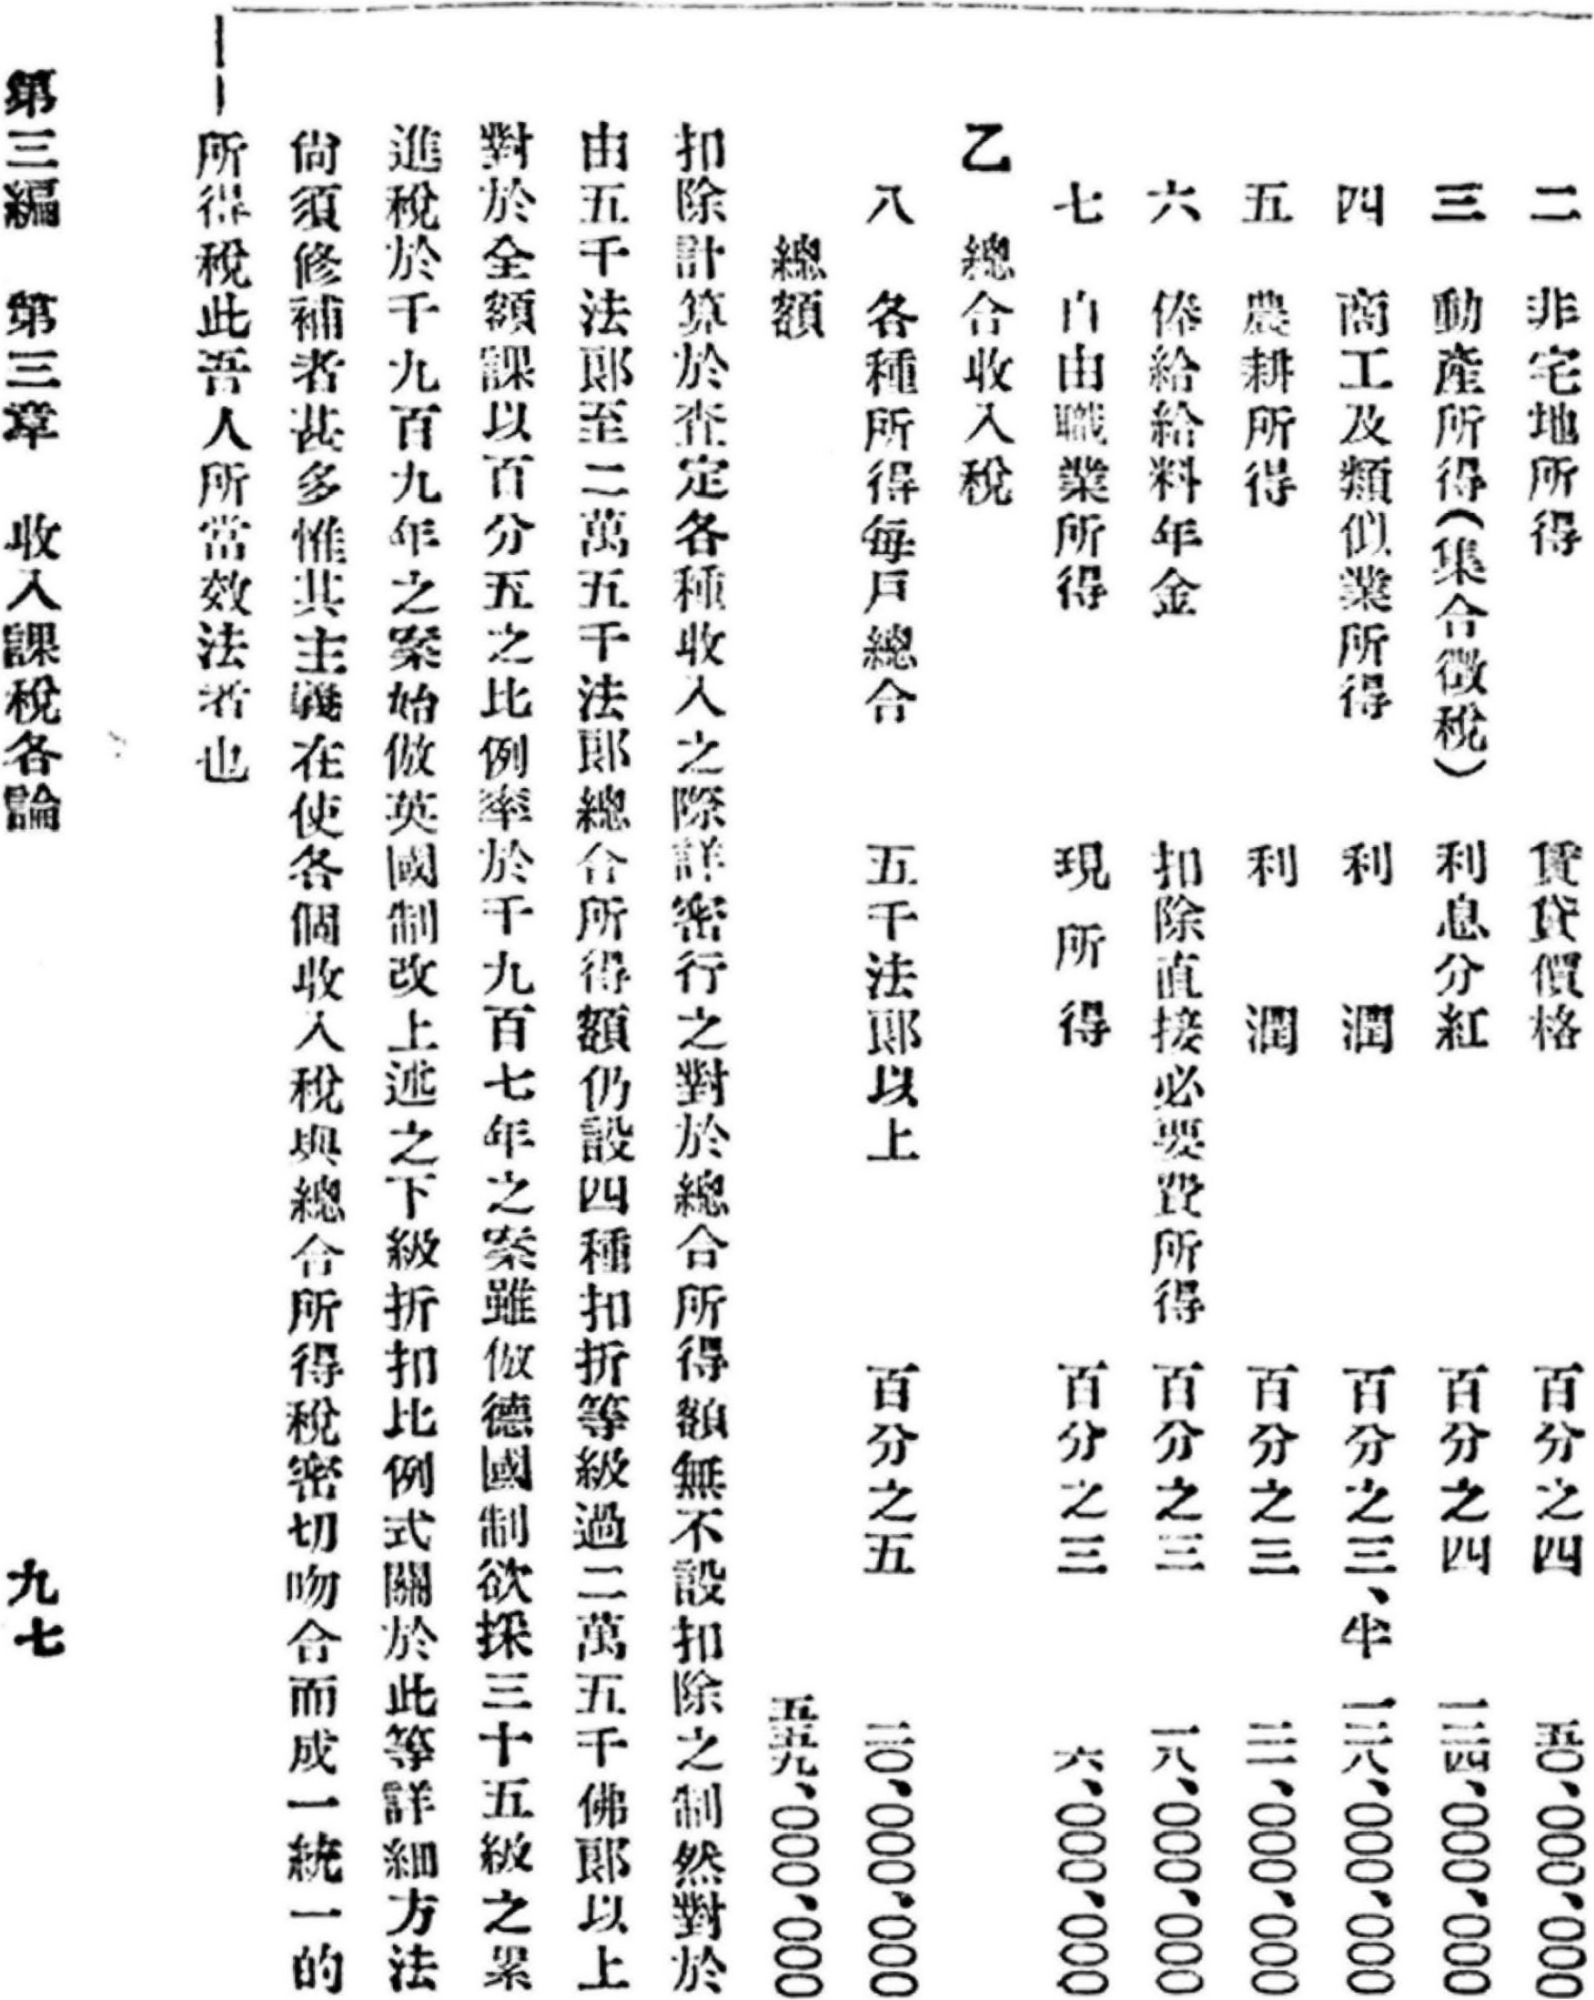 二　非宅地所得　賃貸價格　百分之四　五〇、〇〇〇、〇〇〇
三　動產所得（集合徵稅）　利息分紅　百分之四　一二四、〇〇〇、〇〇〇
四　商工及類似業所得　利潤　百分之三、半　一二八、〇〇〇、〇〇〇
五　農耕所得　利潤　百分之三　二二、〇〇〇、〇〇〇
六　俸給給料年金　扣除直接必要費所得　百分之三　一八、〇〇〇、〇〇〇
七　自由職業所得　現所得　百分之三　六、〇〇〇、〇〇〇
乙　總合收入稅
八　各種所得每戶總合　五千法郞以上　百分之五　〇、〇〇〇、〇〇〇
總額　五五九、〇〇〇、〇〇〇
扣除計算於查定各種收入之際詳密行之對於總合所得額無不設扣除之制然對於
由五千法郞至二萬五千法郞總合所得額仍設四種扣折等級過二萬五千佛郞以上
對於全額課以百分五之比例率於千九百七年之案雖倣德國制欲採三十五級之累
進稅於千九百九年之案始倣英國制改上述之下級折扣比例式關於此等詳細方法
尙須修補者甚多惟其主義在使各個收入稅與總合所得稅密切吻合而成一統一的
所得稅此吾人所當效法者也
第三編　第三章　收入課稅各論　九七